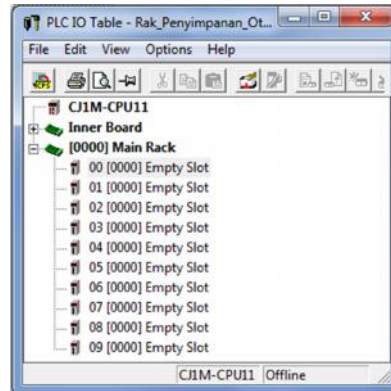 PLC IO Table - Rak_Penyimpanan_Ot...
File Edit View Options Help
CJ1M-CPU11
Inner Board
[0000] Main Rack
00 [0000] Empty Slot
01 [0000] Empty Slot
02 [0000] Empty Slot
03 [0000] Empty Slot
04 [0000] Empty Slot
05 [0000] Empty Slot
06 [0000] Empty Slot
07 [0000] Empty Slot
08 [0000] Empty Slot
09 [0000] Empty Slot
CJ1M-CPU11 Offline